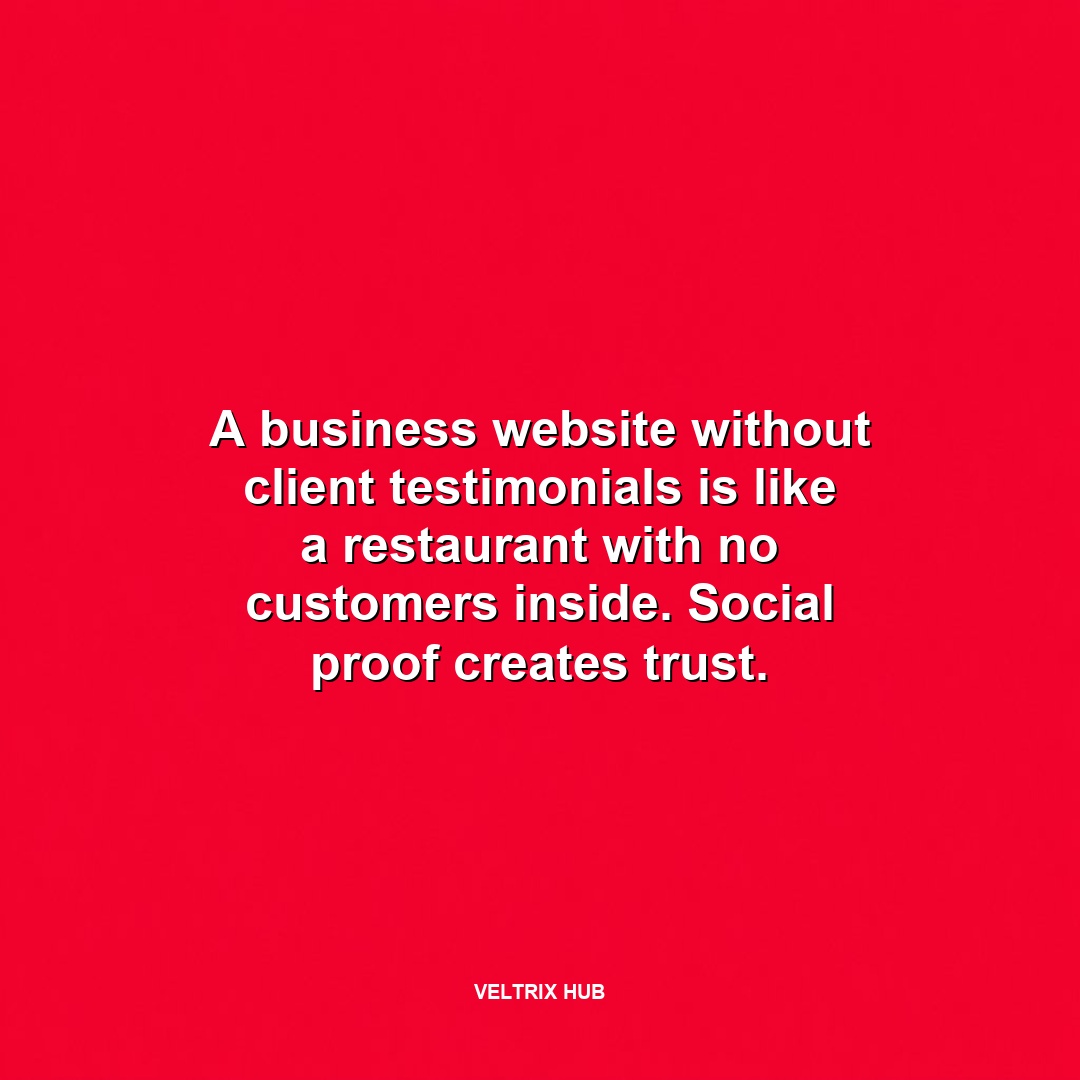 A business website without
client testimonials is like
a restaurant with no
customers inside. Social
proof creates trust.
VELTRIX HUB